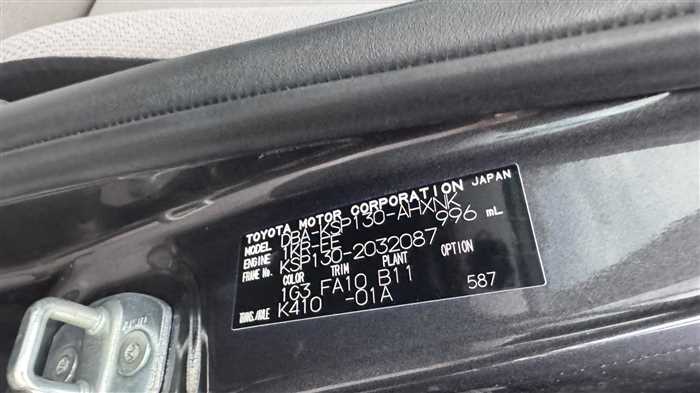 TOYOTA MOTOR CORPORATION JAPAN
MODEL DBA-KSP130-AHXNK
ENGINE 1KR-FE 996 mL
FRAME No. KSP130-2032087
COLOR TRIM PLANT OPTION
1G3 FA10 B11
TRANS./AXLE K410 -01A 587